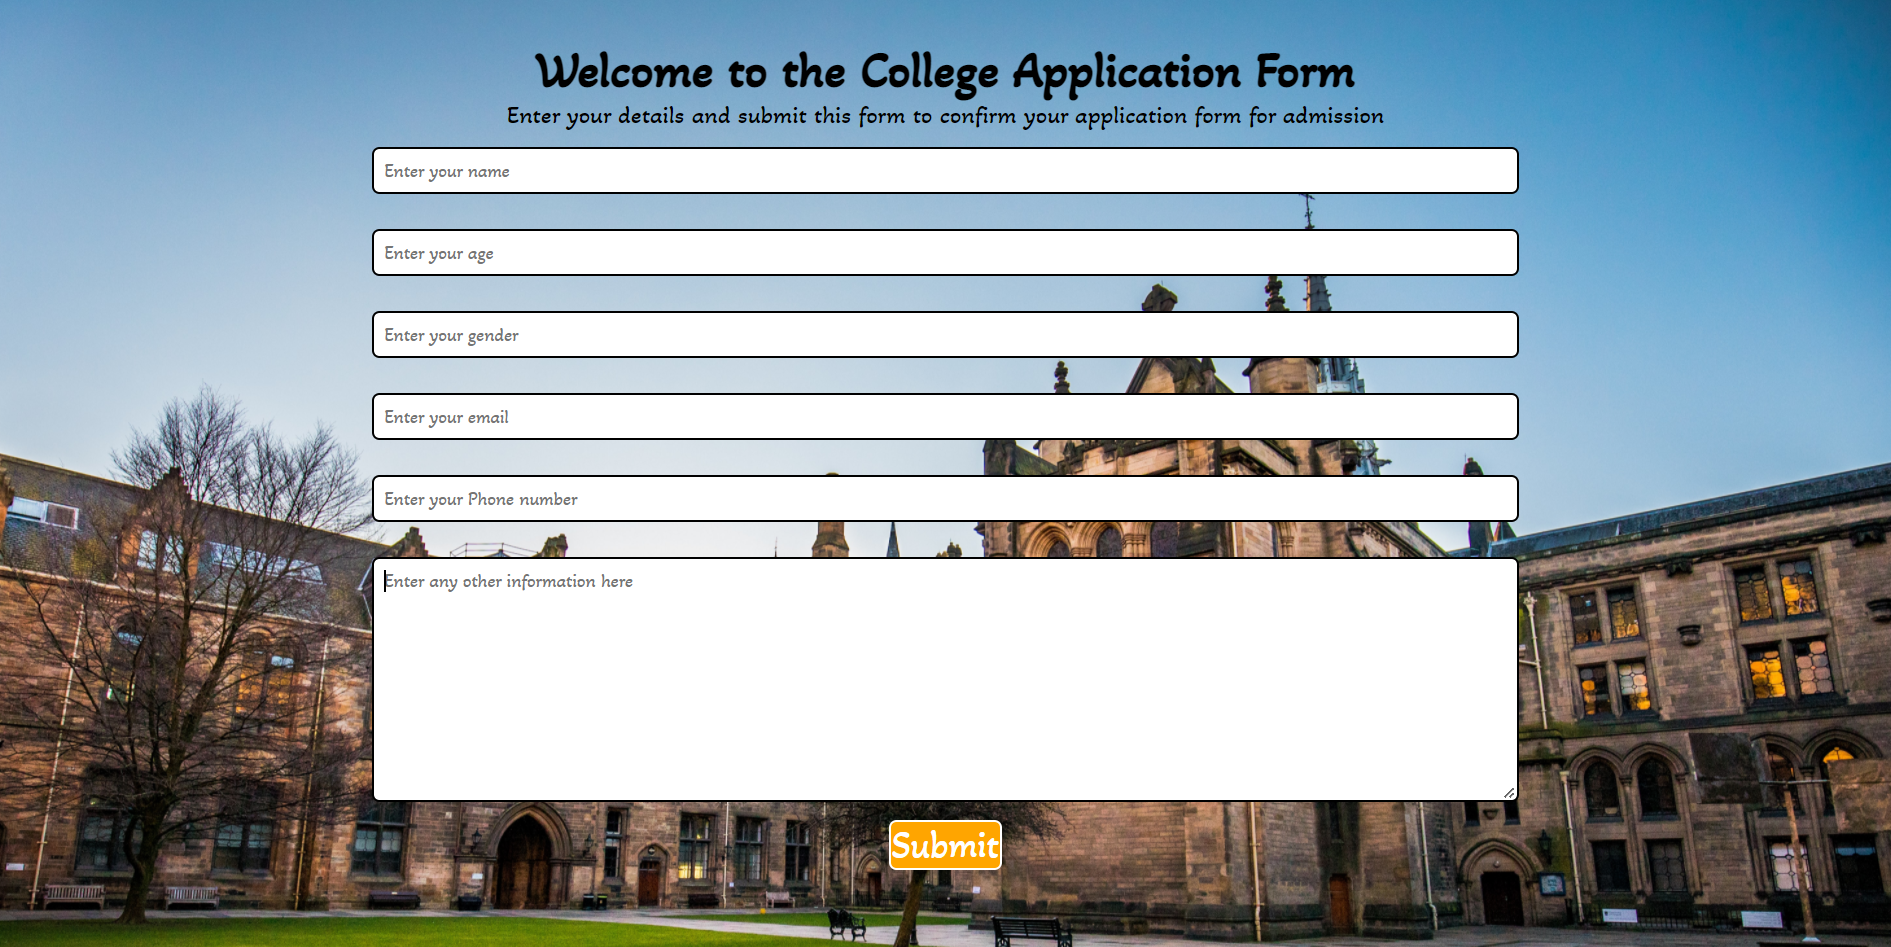 Welcome to the College Application Form
Enter your details and submit this form to confirm your application form for admission
Enter your name
Enter your age
Enter your gender
Enter your email
Enter your Phone number
Enter any other information here
Submit